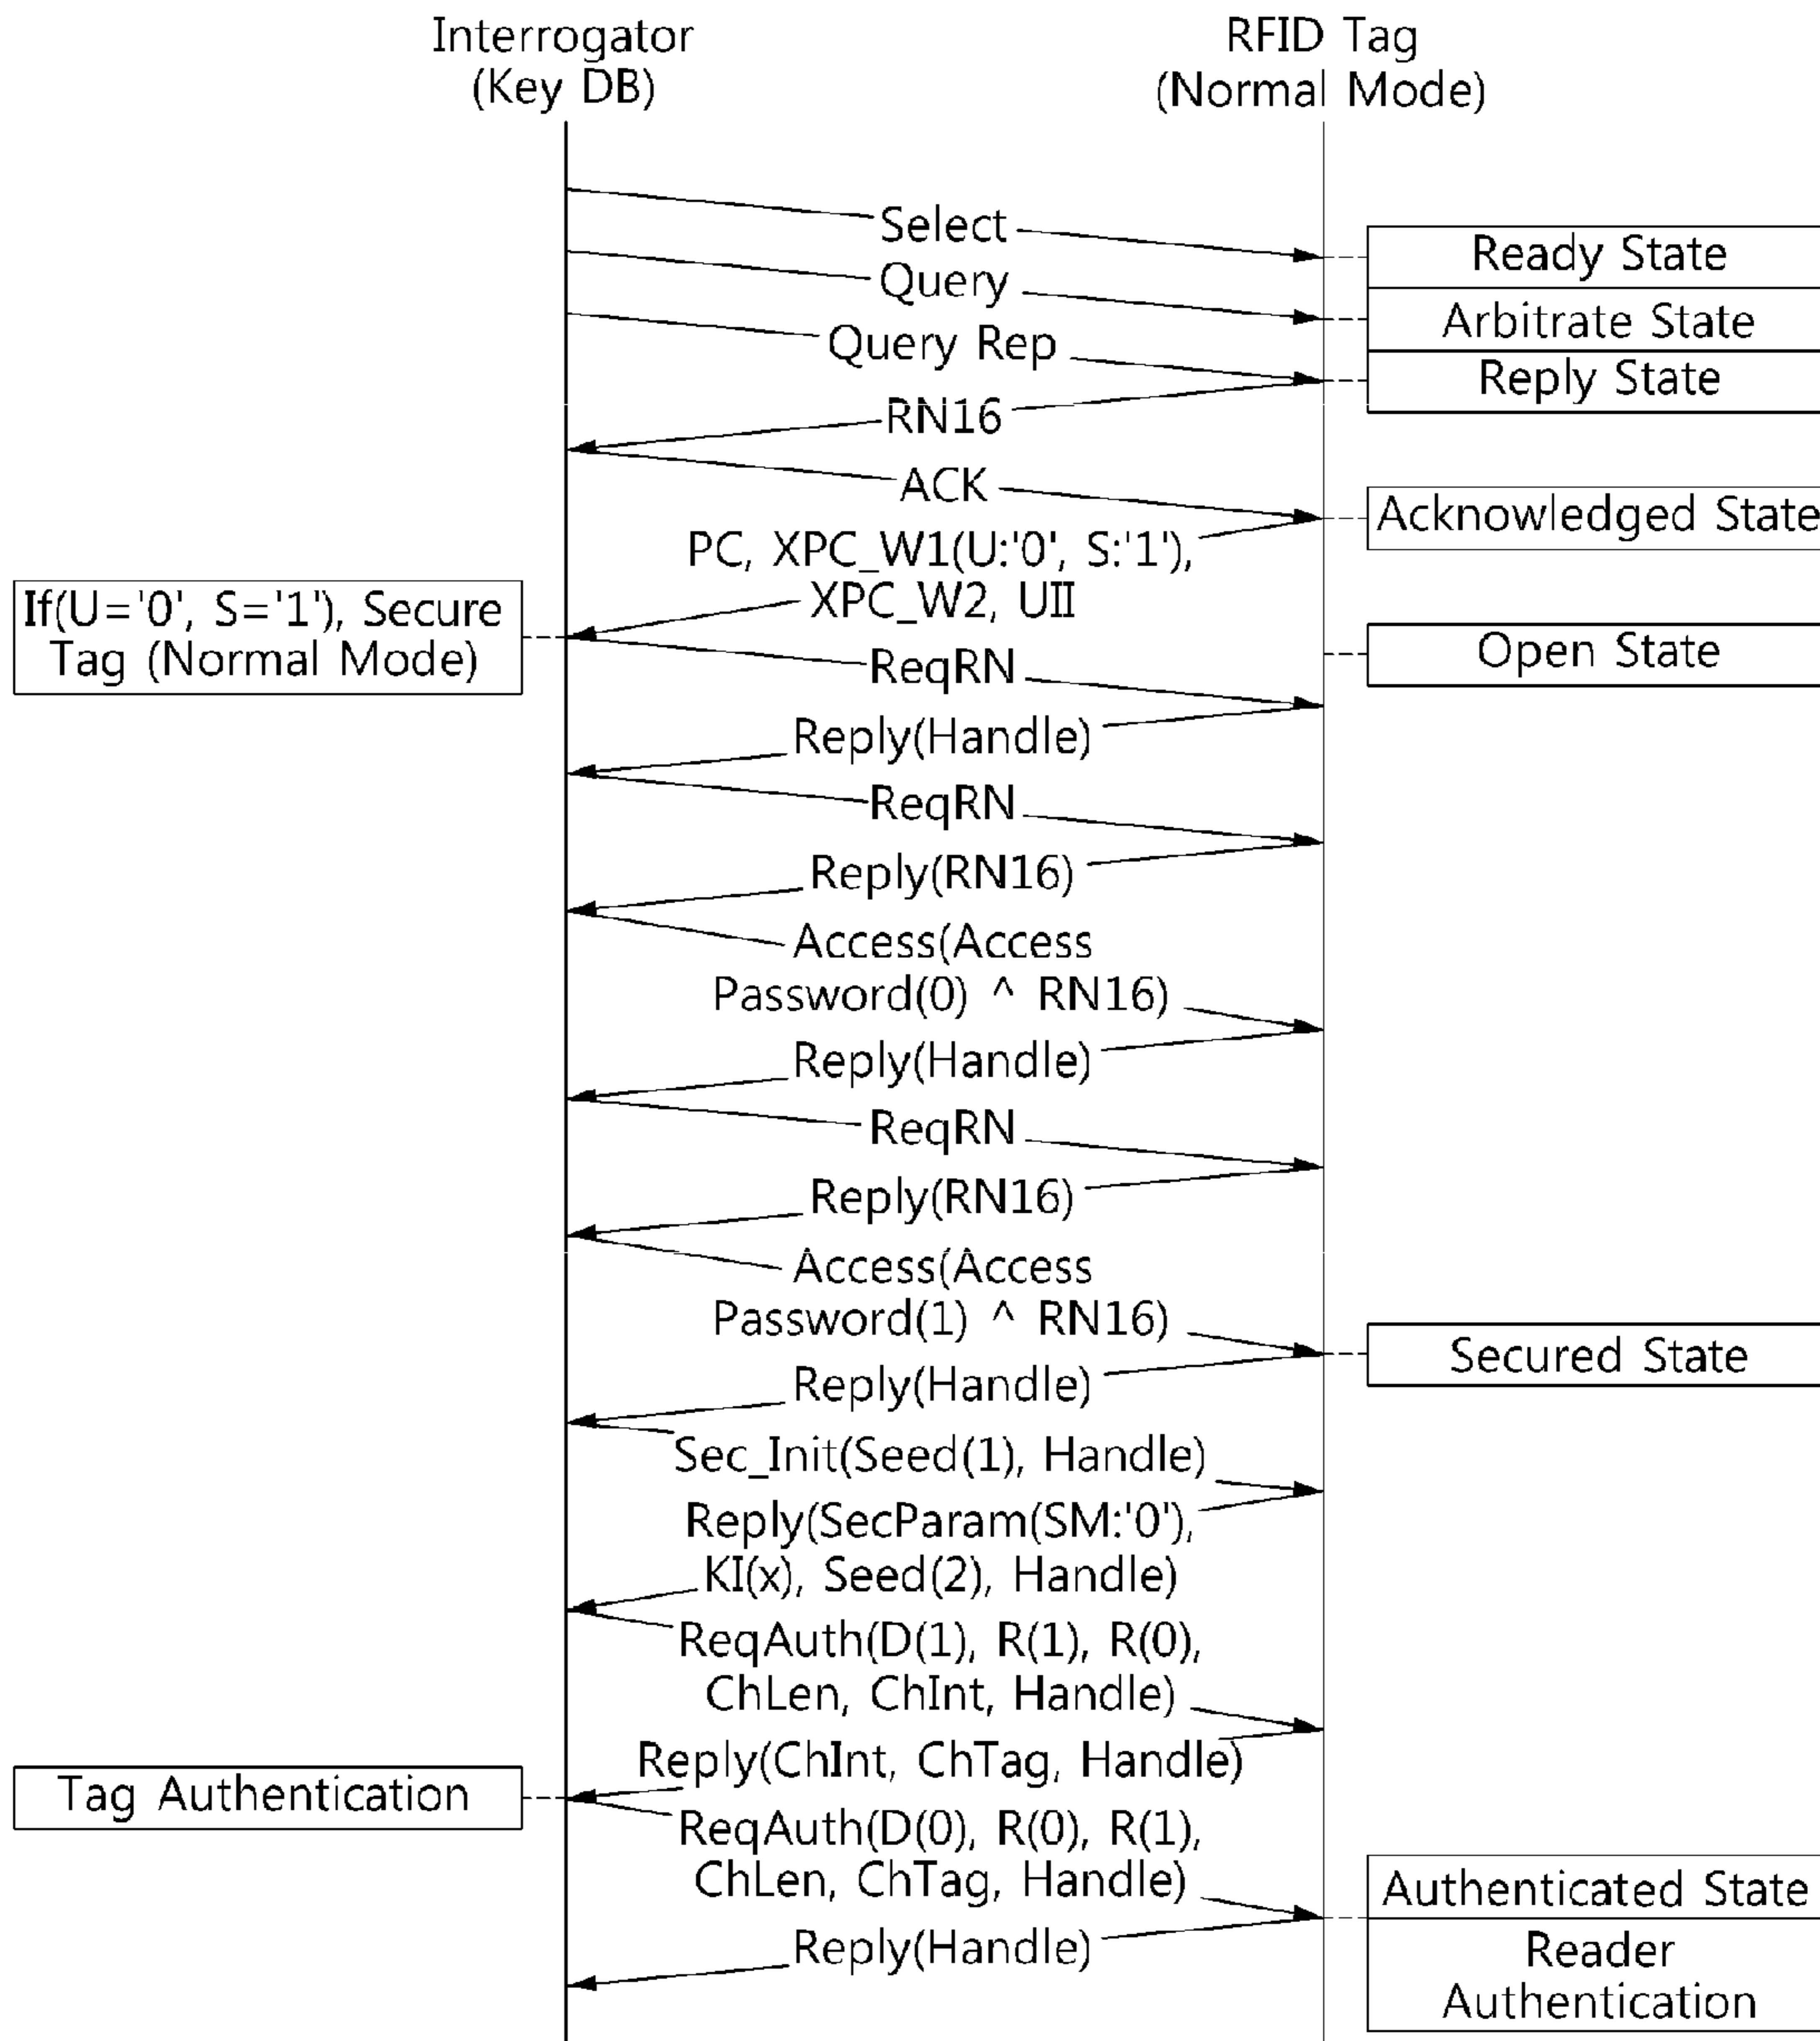 Interrogator
(Key DB)
RFID Tag
(Normal Mode)
Select
Ready State
Query
Arbitrate State
Query Rep
Reply State
RN16
ACK
Acknowledged State
PC, XPC_W1(U:'0', S:'1'),
XPC_W2, UII
If(U='0', S='1'), Secure
Tag (Normal Mode)
Open State
ReqRN
Reply(Handle)
ReqRN
Reply(RN16)
Access(Access
Password(0) ^ RN16)
Reply(Handle)
ReqRN
Reply(RN16)
Access(Access
Password(1) ^ RN16)
Secured State
Reply(Handle)
Sec_Init(Seed(1), Handle)
Reply(SecParam(SM:'0'),
KI(x), Seed(2), Handle)
ReqAuth(D(1), R(1), R(0),
ChLen, ChInt, Handle)
Reply(ChInt, ChTag, Handle)
Tag Authentication
ReqAuth(D(0), R(0), R(1),
ChLen, ChTag, Handle)
Authenticated State
Reply(Handle)
Reader
Authentication